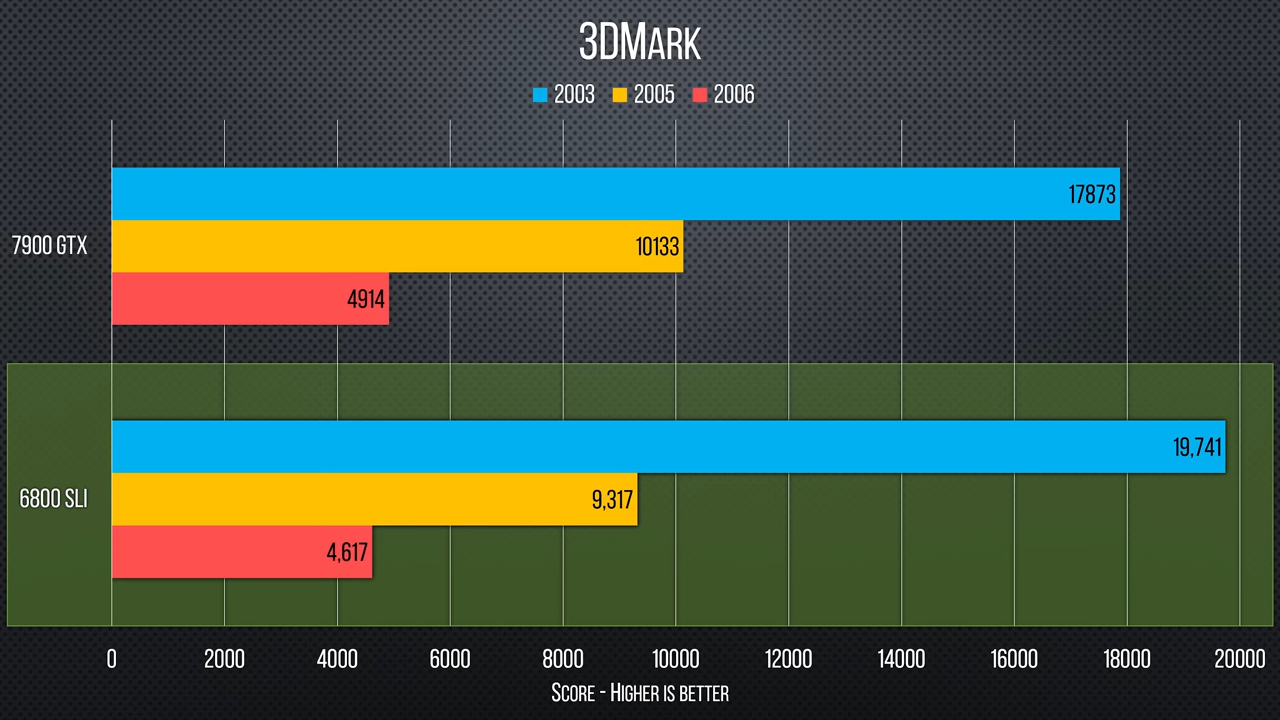 3DMark
2003 2005 2006
7900 GTX
17873
10133
4914
6800 SLI
19,741
9,317
4,617
0 2000 4000 6000 8000 10000 12000 14000 16000 18000 20000
Score - Higher is better